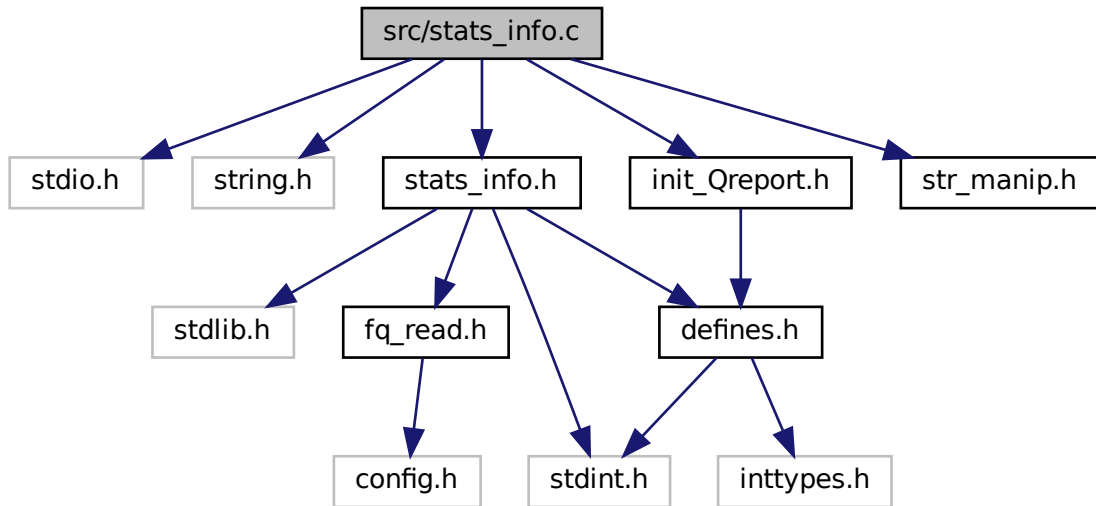 src/stats_info.c
stdio.h
string.h
stats_info.h
init_Qreport.h
str_manip.h
stdlib.h
fq_read.h
defines.h
config.h
stdint.h
inttypes.h